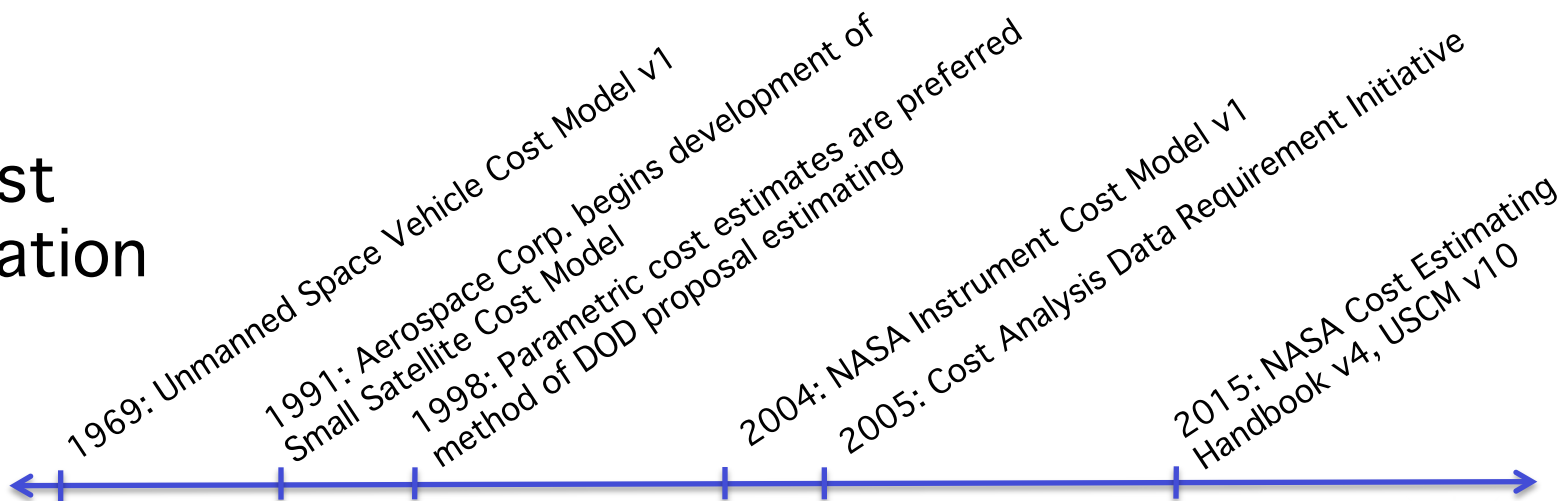 st
ation
1969: Unmanned Space Vehicle Cost Model v1
1991: Aerospace Corp. begins development of
Small Satellite Cost Model
1998: Parametric cost estimates are preferred
method of DOD proposal estimating
2004: NASA Instrument Cost Model v1
2005: Cost Analysis Data Requirement Initiative
2015: NASA Cost Estimating
Handbook v4, USCM v10